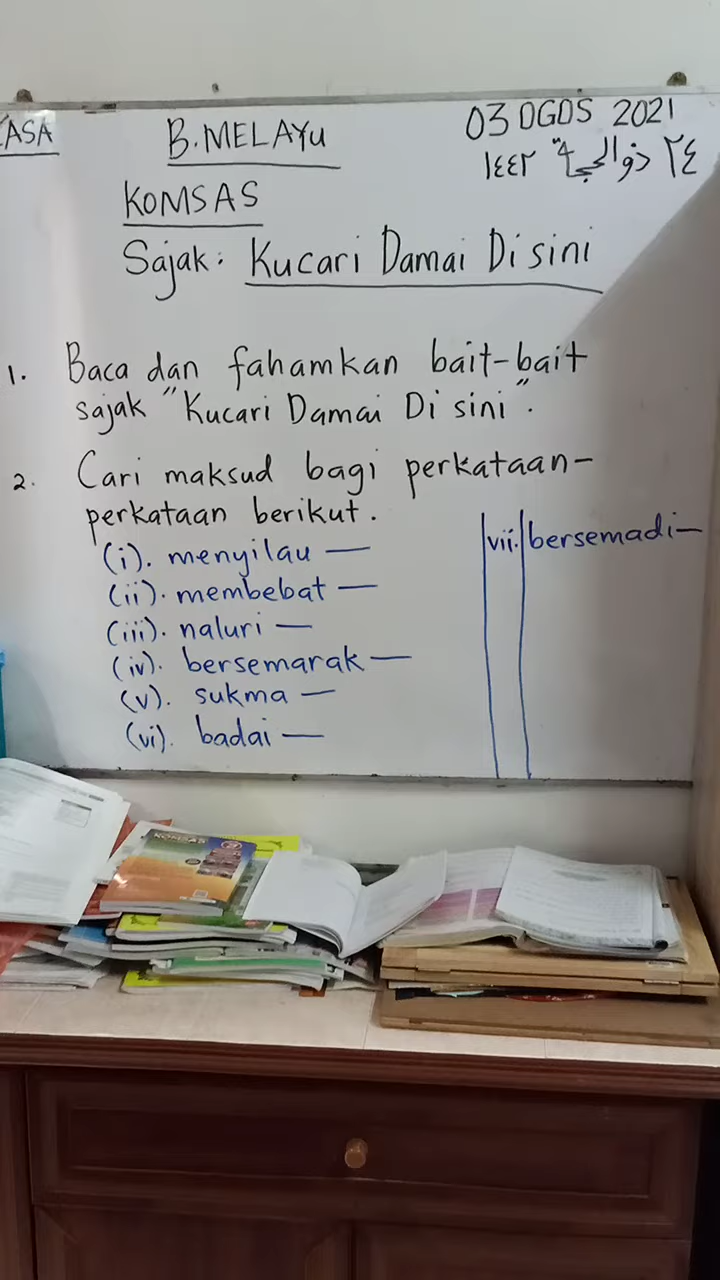 KASA
B.MELAYU
03 OGOS 2021
٢٤ ذوالحجة ١٤٤٢
KOMSAS
Sajak: Kucari Damai Di sini
1. Baca dan fahamkan bait-bait
sajak "Kucari Damai Di sini".
2. Cari maksud bagi perkataan-
perkataan berikut.
(i). menyilau —
(ii). membebat —
(iii). naluri —
(iv). bersemarak —
(v). sukma —
(vi). badai —
vii. bersemadi —
KOMSAS